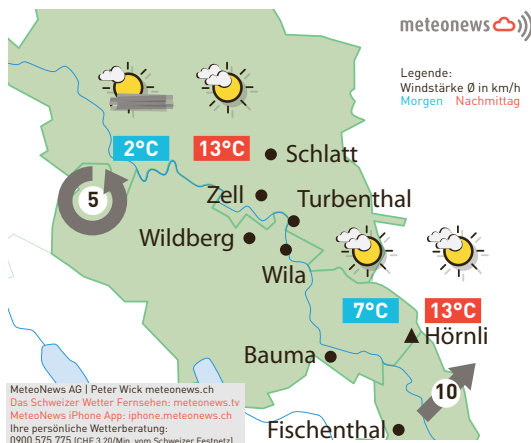 meteonews
Legende:
Windstärke Ø in km/h
Morgen Nachmittag
2°C 13°C
Schlatt
5
Zell
Turbenthal
Wildberg
Wila
7°C 13°C
Hörnli
Bauma
10
Fischenthal
MeteoNews AG | Peter Wick meteonews.ch
Das Schweizer Wetter Fernsehen: meteonews.tv
MeteoNews iPhone App: iphone.meteonews.ch
Ihre persönliche Wetterberatung:
0900 575 775 (CHF 3.20/Min. vom Schweizer Festnetz)